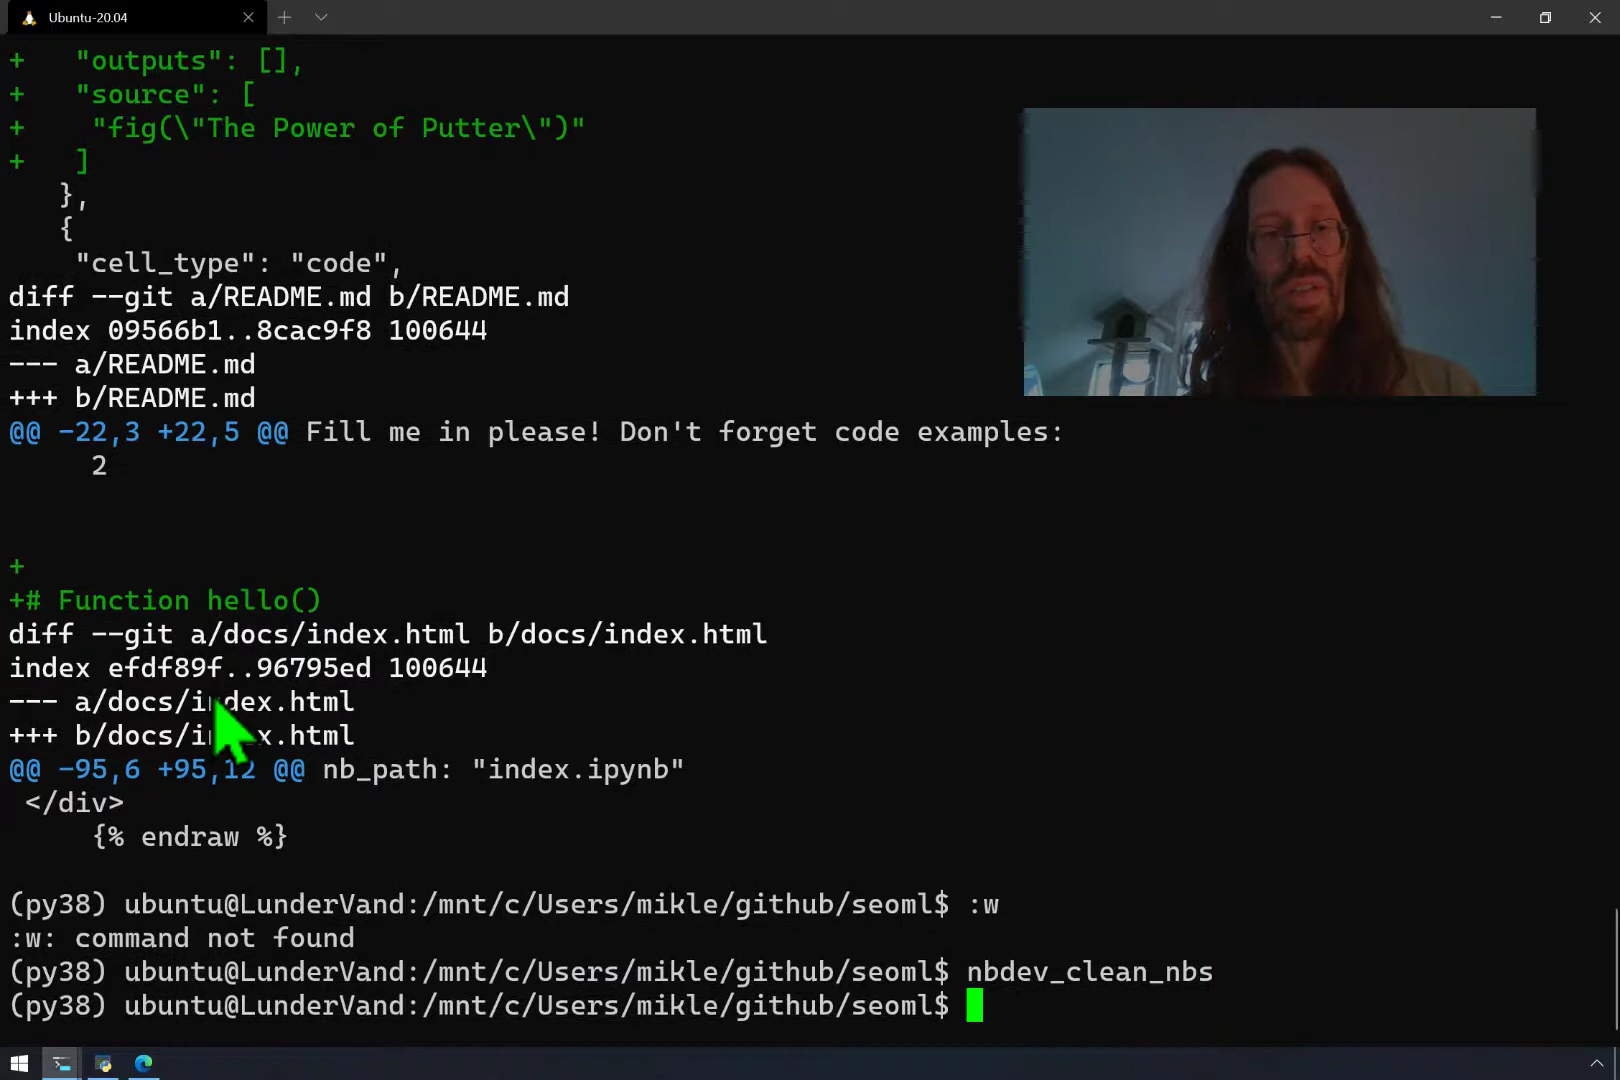 Ubuntu-20.04
+    "outputs": [],
+    "source": [
+     "fig(\"The Power of Putter\")"
+    ]
   },
   {
    "cell_type": "code",
diff --git a/README.md b/README.md
index 09566b1..8cac9f8 100644
--- a/README.md
+++ b/README.md
@@ -22,3 +22,5 @@ Fill me in please! Don't forget code examples:
     2
+
+# Function hello()
diff --git a/docs/index.html b/docs/index.html
index efdf89f..96795ed 100644
--- a/docs/index.html
+++ b/docs/index.html
@@ -95,6 +95,12 @@ nb_path: "index.ipynb"
 </div>
     {% endraw %}
(py38) ubuntu@LunderVand:/mnt/c/Users/mikle/github/seoml$ :w
:w: command not found
(py38) ubuntu@LunderVand:/mnt/c/Users/mikle/github/seoml$ nbdev_clean_nbs
(py38) ubuntu@LunderVand:/mnt/c/Users/mikle/github/seoml$